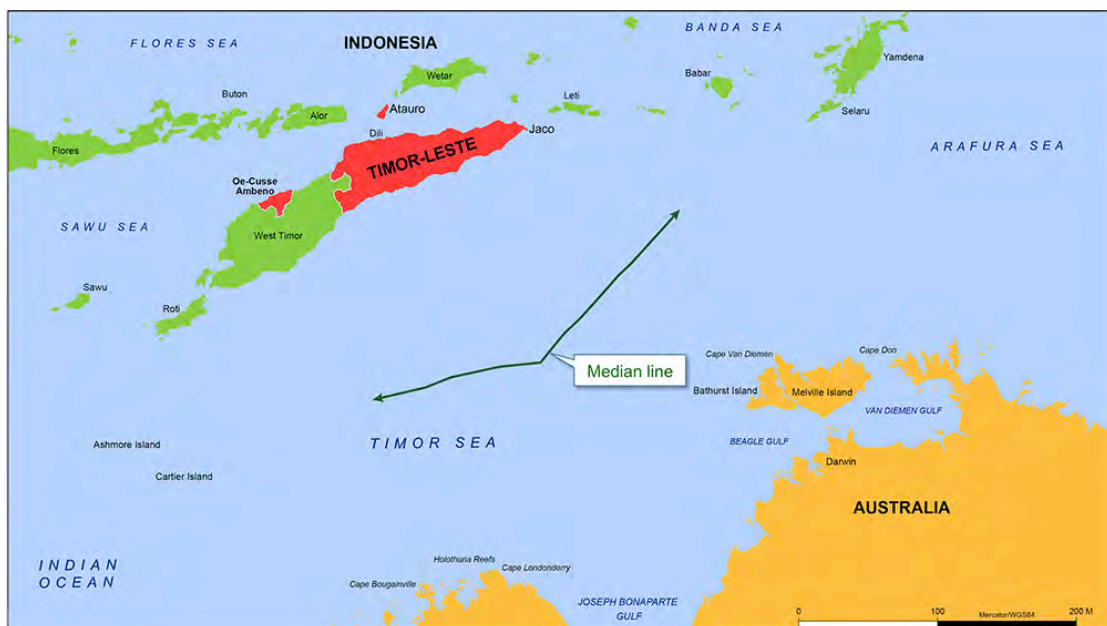 FLORES SEA
INDONESIA
BANDA SEA
Yamdena
Wetar
Babar
Buton
Leti
Alor
Atauro
Selaru
Dili
Jaco
Flores
TIMOR-LESTE
ARAFURA SEA
Oe-Cusse
Ambeno
SAWU SEA
West Timor
Sawu
Roti
Cape Van Diemen
Cape Don
Median line
Bathurst Island
Melville Island
VAN DIEMEN GULF
Ashmore Island
TIMOR SEA
BEAGLE GULF
Cartier Island
Darwin
AUSTRALIA
INDIAN
OCEAN
Holothuria Reefs
Cape Londonderry
Cape Bougainville
JOSEPH BONAPARTE
GULF
0
100
Mercator/WGS84
200 M